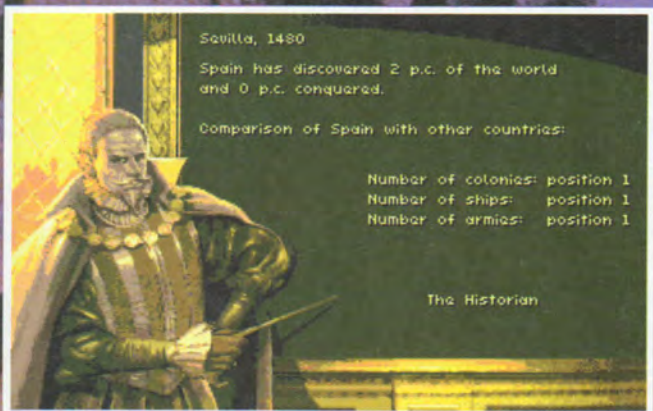 Sevilla, 1480
Spain has discovered 2 p.c. of the world
and 0 p.c. conquered.
Comparison of Spain with other countries:
Number of colonies: position 1
Number of ships: position 1
Number of armies: position 1
The Historian